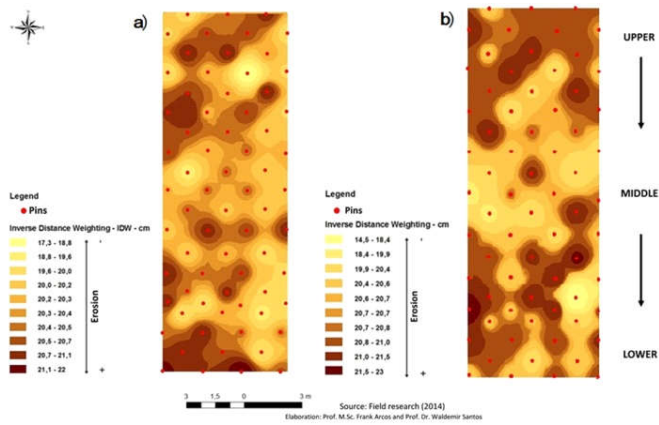 a)
b)
UPPER
MIDDLE
LOWER
Legend
Pins
Inverse Distance Weighting - IDW - cm
17,3 - 18,8
18,8 - 19,6
19,6 - 20,0
20,0 - 20,2
20,2 - 20,3
20,3 - 20,4
20,4 - 20,5
20,5 - 20,7
20,7 - 21,1
21,1 - 22
-
Erosion
+
Legend
Pins
Inverse Distance Weighting - cm
14,5 - 18,4
18,4 - 19,9
19,9 - 20,4
20,4 - 20,6
20,6 - 20,7
20,7 - 20,7
20,7 - 20,8
20,8 - 21,0
21,0 - 21,5
21,5 - 23
-
Erosion
+
3 1,5 0 3 m
Source: Field research (2014)
Elaboration: Prof. M.Sc. Frank Arcos and Prof. Dr. Waldemir Santos